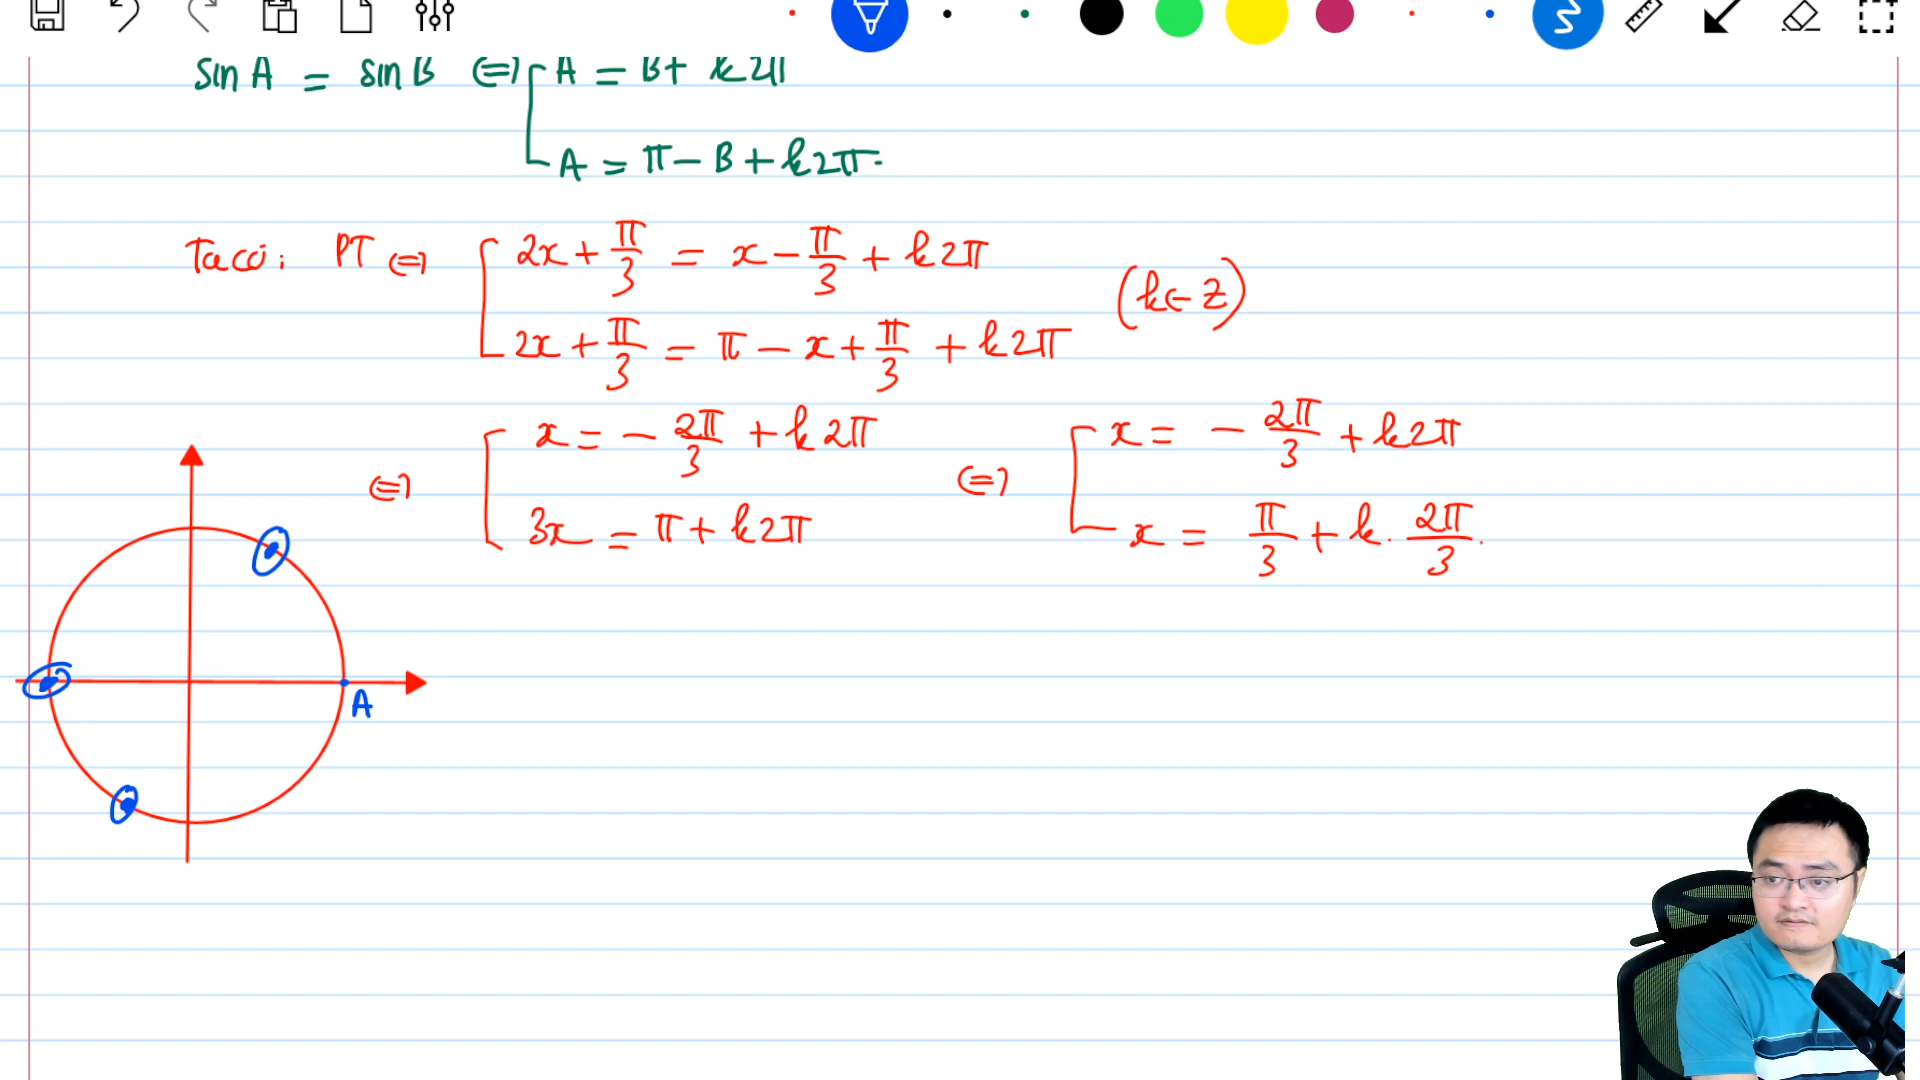 sin A = sin B ⇔ [ A = B + k2π
A = π − B + k2π.
Ta có: PT ⇔ [ 2x + π/3 = x − π/3 + k2π
(k ∈ Z)
2x + π/3 = π − x + π/3 + k2π
⇔ [ x = − 2π/3 + k2π
3x = π + k2π
⇔ [ x = − 2π/3 + k2π
x = π/3 + k. 2π/3.
A